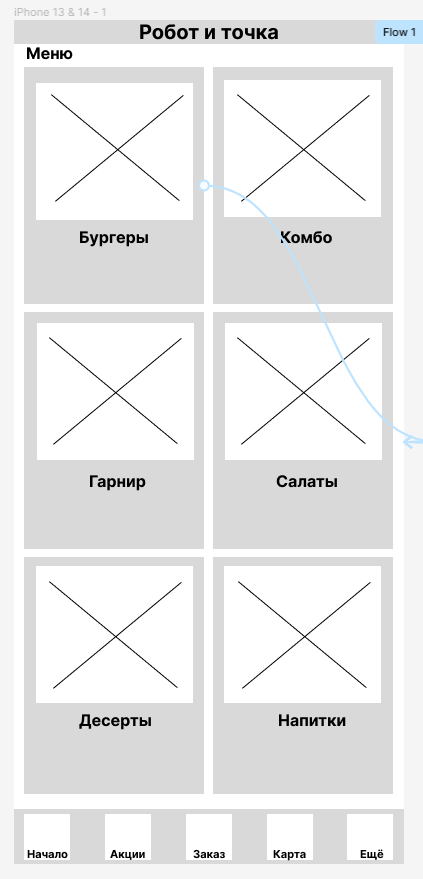 iPhone 13 & 14 - 1
Робот и точка
Flow 1
Меню
Бургеры
Комбо
Гарнир
Салаты
Десерты
Напитки
Начало
Акции
Заказ
Карта
Ещё